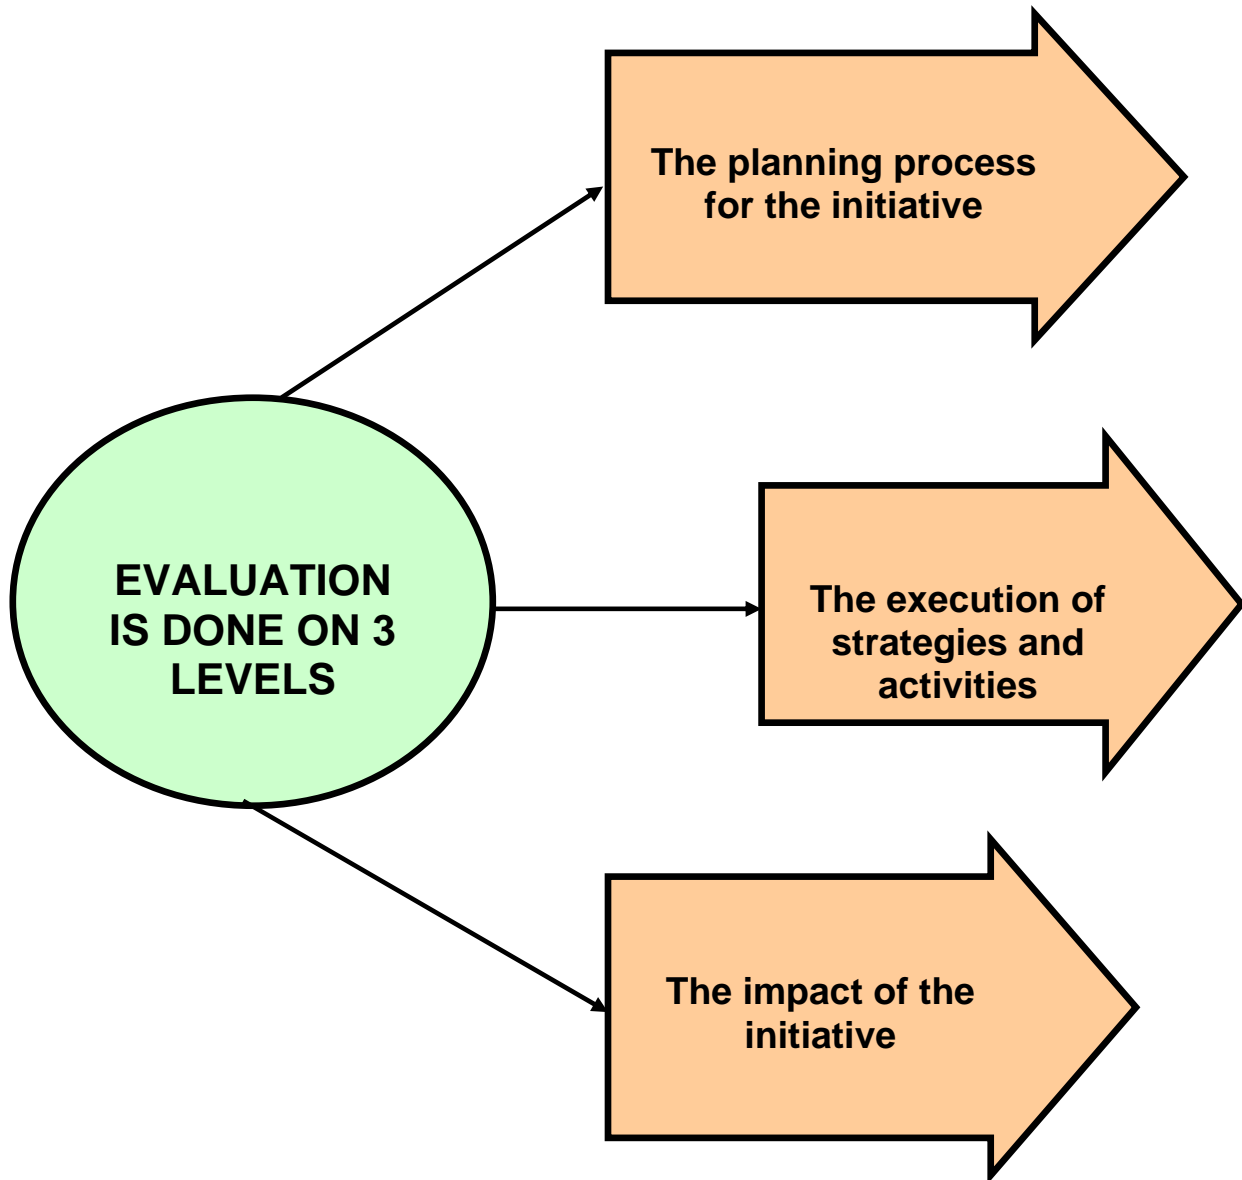 The planning process
for the initiative
EVALUATION
IS DONE ON 3
LEVELS
The execution of
strategies and
activities
The impact of the
initiative